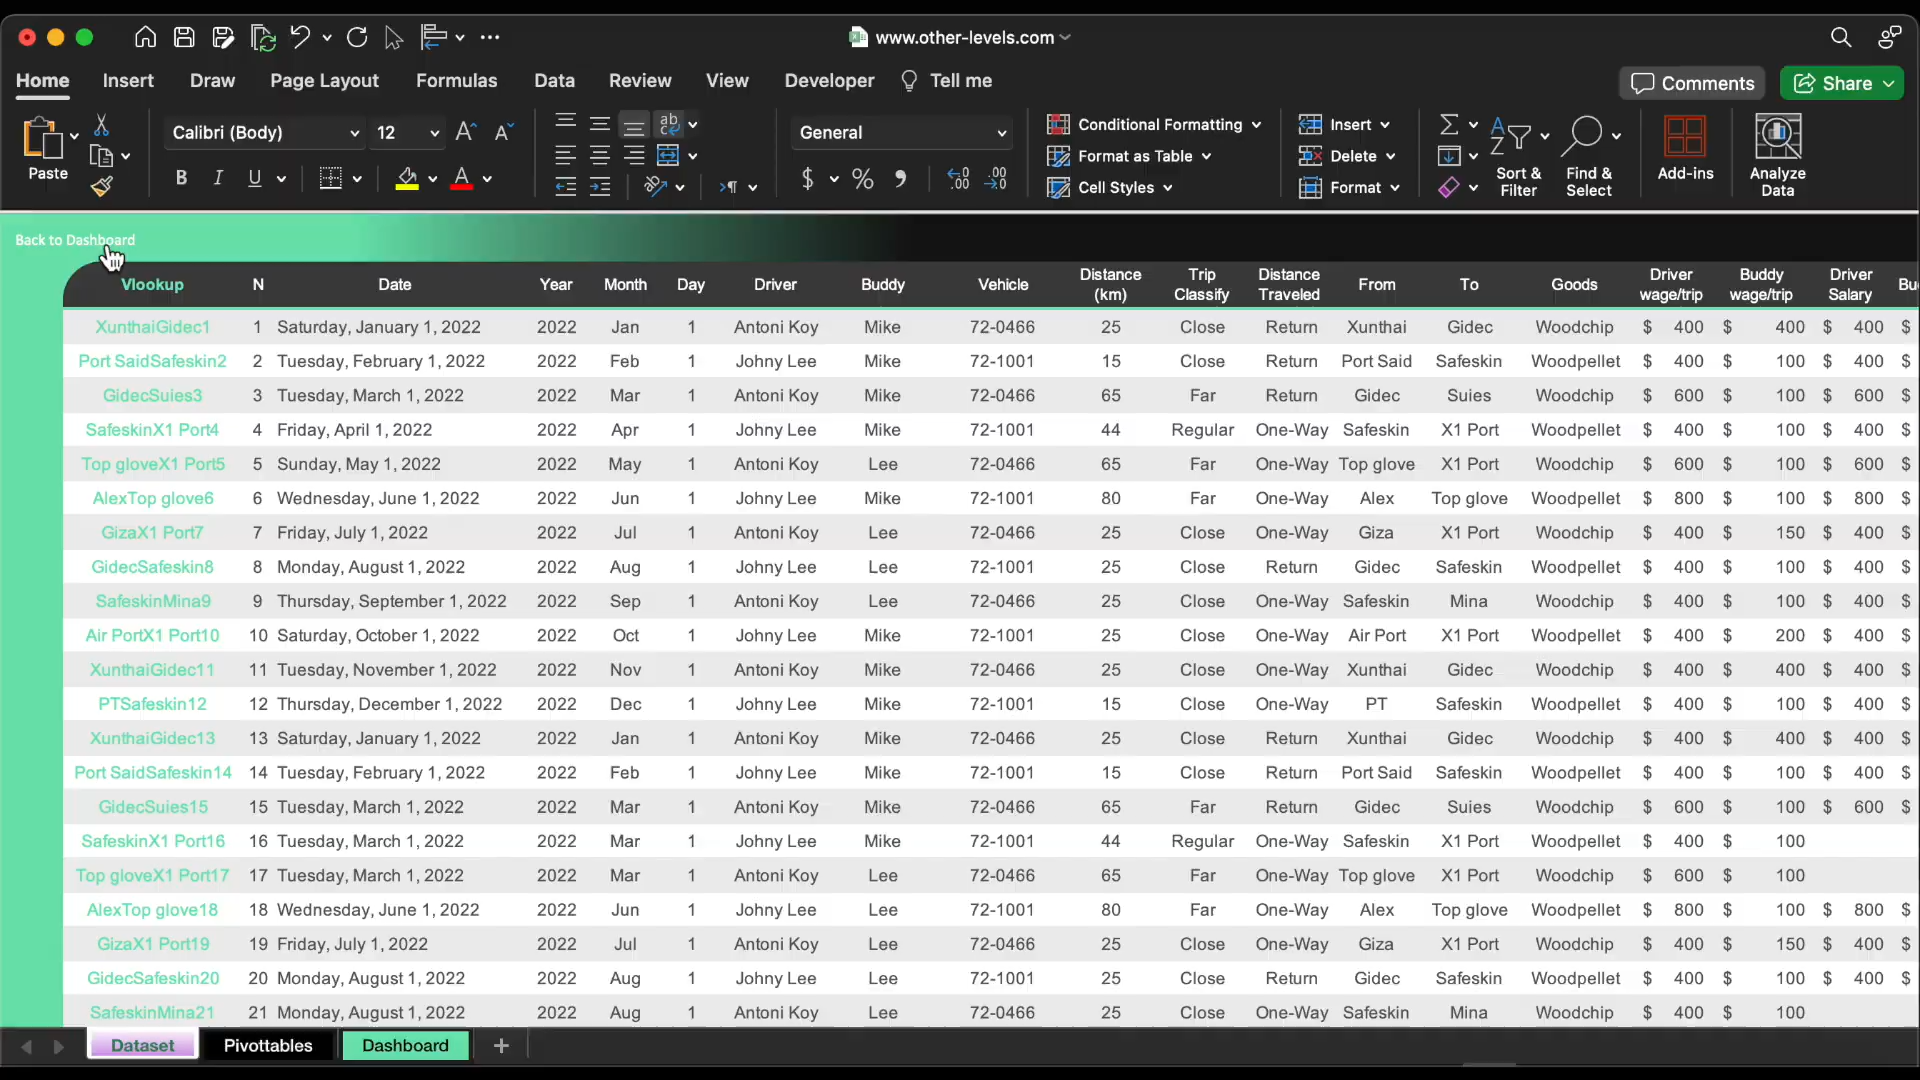 www.other-levels.com
Home Insert Draw Page Layout Formulas Data Review View Developer Tell me Comments Share
Paste Calibri (Body) 12 General Conditional Formatting Format as Table Cell Styles Insert Delete Format Sort & Filter Find & Select Add-ins Analyze Data
Back to Dashboard
Vlookup N Date Year Month Day Driver Buddy Vehicle Distance (km) Trip Classify Distance Traveled From To Goods Driver wage/trip Buddy wage/trip Driver Salary
XunthaiGidec1 1 Saturday, January 1, 2022 2022 Jan 1 Antoni Koy Mike 72-0466 25 Close Return Xunthai Gidec Woodchip $ 400 $ 400 $ 400 $
Port SaidSafeskin2 2 Tuesday, February 1, 2022 2022 Feb 1 Johny Lee Mike 72-1001 15 Close Return Port Said Safeskin Woodpellet $ 400 $ 100 $ 400 $
GidecSuies3 3 Tuesday, March 1, 2022 2022 Mar 1 Antoni Koy Mike 72-0466 65 Far Return Gidec Suies Woodchip $ 600 $ 100 $ 600 $
SafeskinX1 Port4 4 Friday, April 1, 2022 2022 Apr 1 Johny Lee Mike 72-1001 44 Regular One-Way Safeskin X1 Port Woodpellet $ 400 $ 100 $ 400 $
Top gloveX1 Port5 5 Sunday, May 1, 2022 2022 May 1 Antoni Koy Lee 72-0466 65 Far One-Way Top glove X1 Port Woodchip $ 600 $ 100 $ 600 $
AlexTop glove6 6 Wednesday, June 1, 2022 2022 Jun 1 Johny Lee Mike 72-1001 80 Far One-Way Alex Top glove Woodpellet $ 800 $ 100 $ 800 $
GizaX1 Port7 7 Friday, July 1, 2022 2022 Jul 1 Antoni Koy Lee 72-0466 25 Close One-Way Giza X1 Port Woodchip $ 400 $ 150 $ 400 $
GidecSafeskin8 8 Monday, August 1, 2022 2022 Aug 1 Johny Lee Lee 72-1001 25 Close Return Gidec Safeskin Woodpellet $ 400 $ 100 $ 400 $
SafeskinMina9 9 Thursday, September 1, 2022 2022 Sep 1 Antoni Koy Lee 72-0466 25 Close One-Way Safeskin Mina Woodchip $ 400 $ 100 $ 400 $
Air PortX1 Port10 10 Saturday, October 1, 2022 2022 Oct 1 Johny Lee Mike 72-1001 25 Close One-Way Air Port X1 Port Woodpellet $ 400 $ 200 $ 400 $
XunthaiGidec11 11 Tuesday, November 1, 2022 2022 Nov 1 Antoni Koy Mike 72-0466 25 Close One-Way Xunthai Gidec Woodchip $ 400 $ 400 $ 400 $
PTSafeskin12 12 Thursday, December 1, 2022 2022 Dec 1 Johny Lee Mike 72-1001 15 Close One-Way PT Safeskin Woodpellet $ 400 $ 100 $ 400 $
XunthaiGidec13 13 Saturday, January 1, 2022 2022 Jan 1 Antoni Koy Mike 72-0466 25 Close Return Xunthai Gidec Woodchip $ 400 $ 400 $ 400 $
Port SaidSafeskin14 14 Tuesday, February 1, 2022 2022 Feb 1 Johny Lee Mike 72-1001 15 Close Return Port Said Safeskin Woodpellet $ 400 $ 100 $ 400 $
GidecSuies15 15 Tuesday, March 1, 2022 2022 Mar 1 Antoni Koy Mike 72-0466 65 Far Return Gidec Suies Woodchip $ 600 $ 100 $ 600 $
SafeskinX1 Port16 16 Tuesday, March 1, 2022 2022 Mar 1 Johny Lee Mike 72-1001 44 Regular One-Way Safeskin X1 Port Woodpellet $ 400 $ 100
Top gloveX1 Port17 17 Tuesday, March 1, 2022 2022 Mar 1 Antoni Koy Lee 72-0466 65 Far One-Way Top glove X1 Port Woodchip $ 600 $ 100
AlexTop glove18 18 Wednesday, June 1, 2022 2022 Jun 1 Johny Lee Lee 72-1001 80 Far One-Way Alex Top glove Woodpellet $ 800 $ 100 $ 800 $
GizaX1 Port19 19 Friday, July 1, 2022 2022 Jul 1 Antoni Koy Lee 72-0466 25 Close One-Way Giza X1 Port Woodchip $ 400 $ 150 $ 400 $
GidecSafeskin20 20 Monday, August 1, 2022 2022 Aug 1 Johny Lee Lee 72-1001 25 Close Return Gidec Safeskin Woodpellet $ 400 $ 100 $ 400 $
SafeskinMina21 21 Monday, August 1, 2022 2022 Aug 1 Antoni Koy Lee 72-0466 25 Close One-Way Safeskin Mina Woodchip $ 400 $ 100
Dataset Pivottables Dashboard